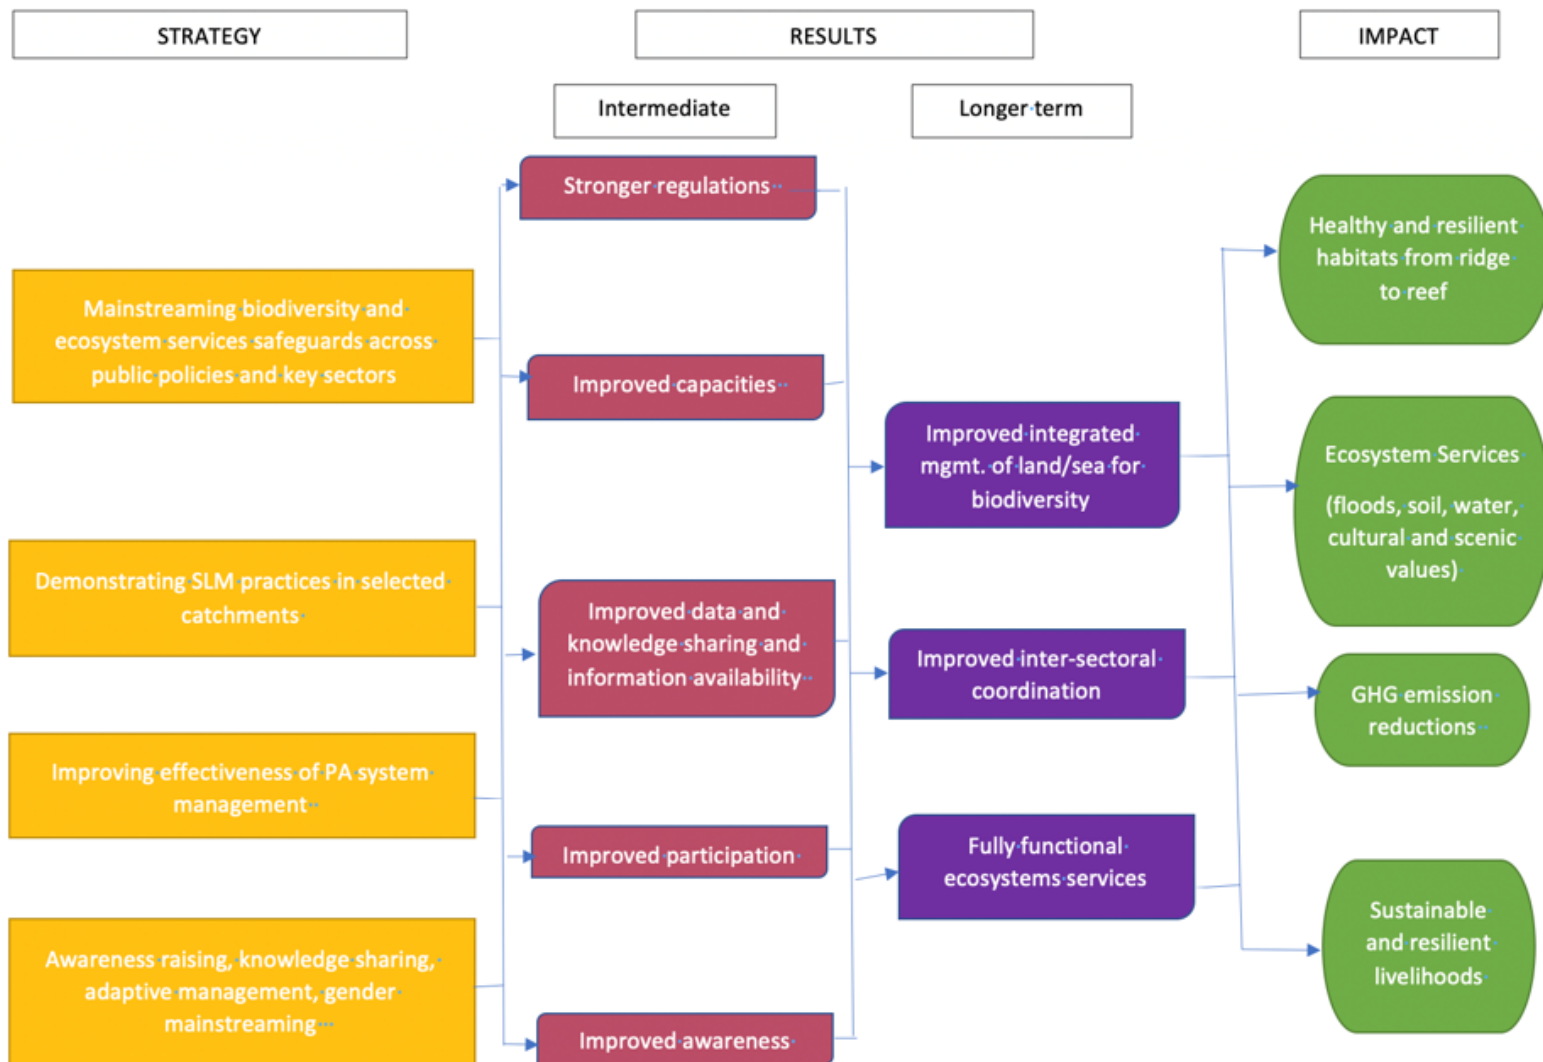 STRATEGY
RESULTS
IMPACT
Intermediate
Longer term
Mainstreaming biodiversity and
ecosystem services safeguards across
public policies and key sectors
Demonstrating SLM practices in selected
catchments
Improving effectiveness of PA system
management
Awareness raising, knowledge sharing,
adaptive management, gender
mainstreaming
Stronger regulations
Improved capacities
Improved data and
knowledge sharing and
information availability
Improved participation
Improved awareness
Improved integrated
mgmt. of land/sea for
biodiversity
Improved inter-sectoral
coordination
Fully functional
ecosystems services
Healthy and resilient
habitats from ridge
to reef
Ecosystem Services
(floods, soil, water,
cultural and scenic
values)
GHG emission
reductions
Sustainable
and resilient
livelihoods